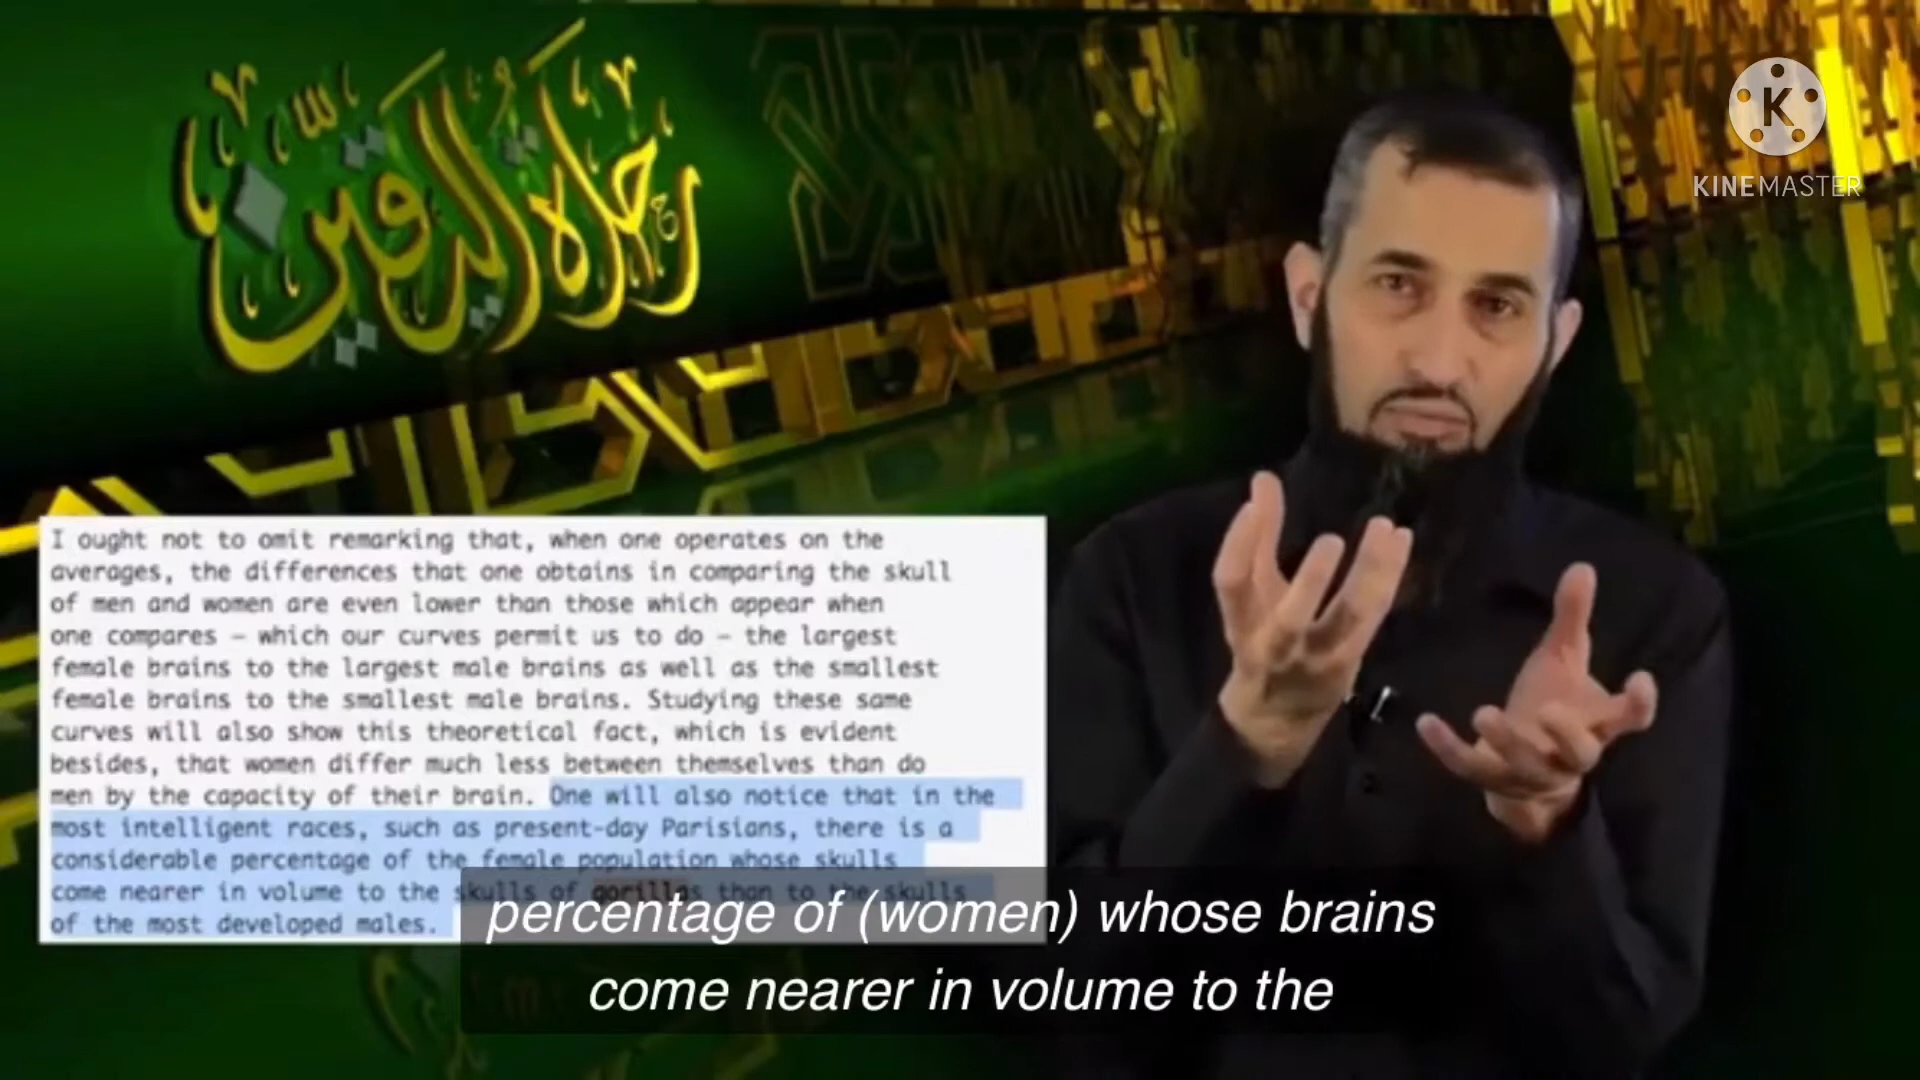 رحلة اليقين
K
KINEMASTER
I ought not to omit remarking that, when one operates on the
averages, the differences that one obtains in comparing the skull
of men and women are even lower than those which appear when
one compares – which our curves permit us to do – the largest
female brains to the largest male brains as well as the smallest
female brains to the smallest male brains. Studying these same
curves will also show this theoretical fact, which is evident
besides, that women differ much less between themselves than do
men by the capacity of their brain. One will also notice that in the
most intelligent races, such as present-day Parisians, there is a
considerable percentage of the female population whose skulls
come nearer in volume to the skulls of gorillas than to the skulls
of the most developed males.
percentage of (women) whose brains
come nearer in volume to the